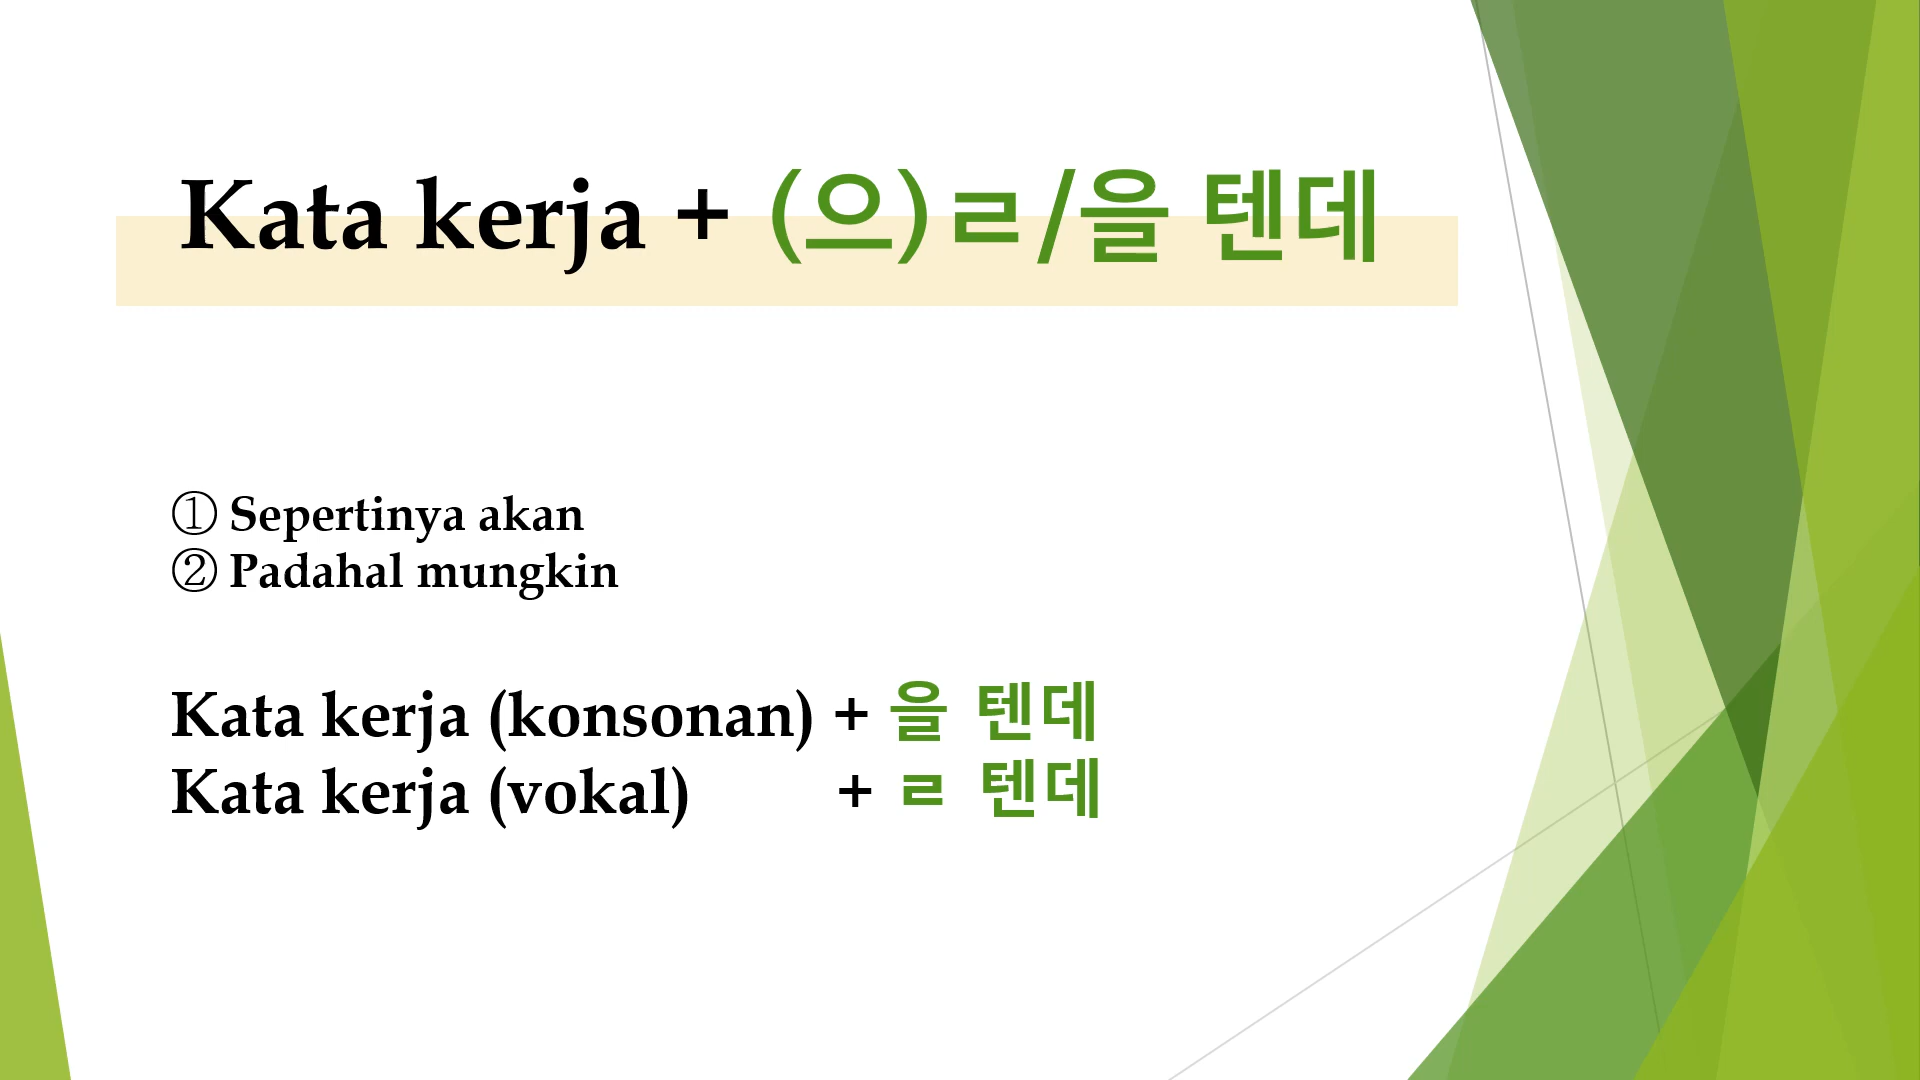 Kata kerja + (으)ㄹ/을 텐데
① Sepertinya akan
② Padahal mungkin
Kata kerja (konsonan) + 을 텐데
Kata kerja (vokal) + ㄹ 텐데